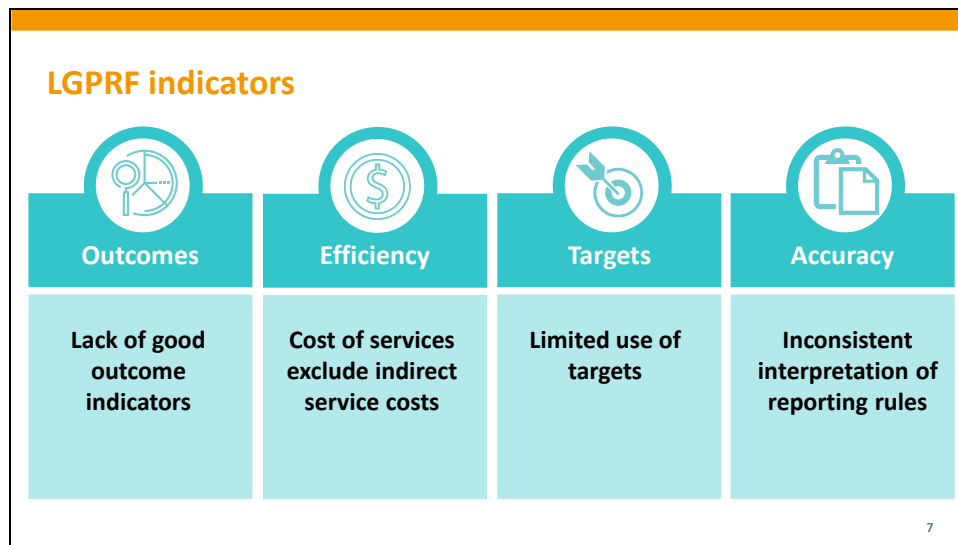 LGPRF indicators
Outcomes
Lack of good
outcome
indicators
$
Efficiency
Cost of services
exclude indirect
service costs
Targets
Limited use of
targets
Accuracy
Inconsistent
interpretation of
reporting rules
7